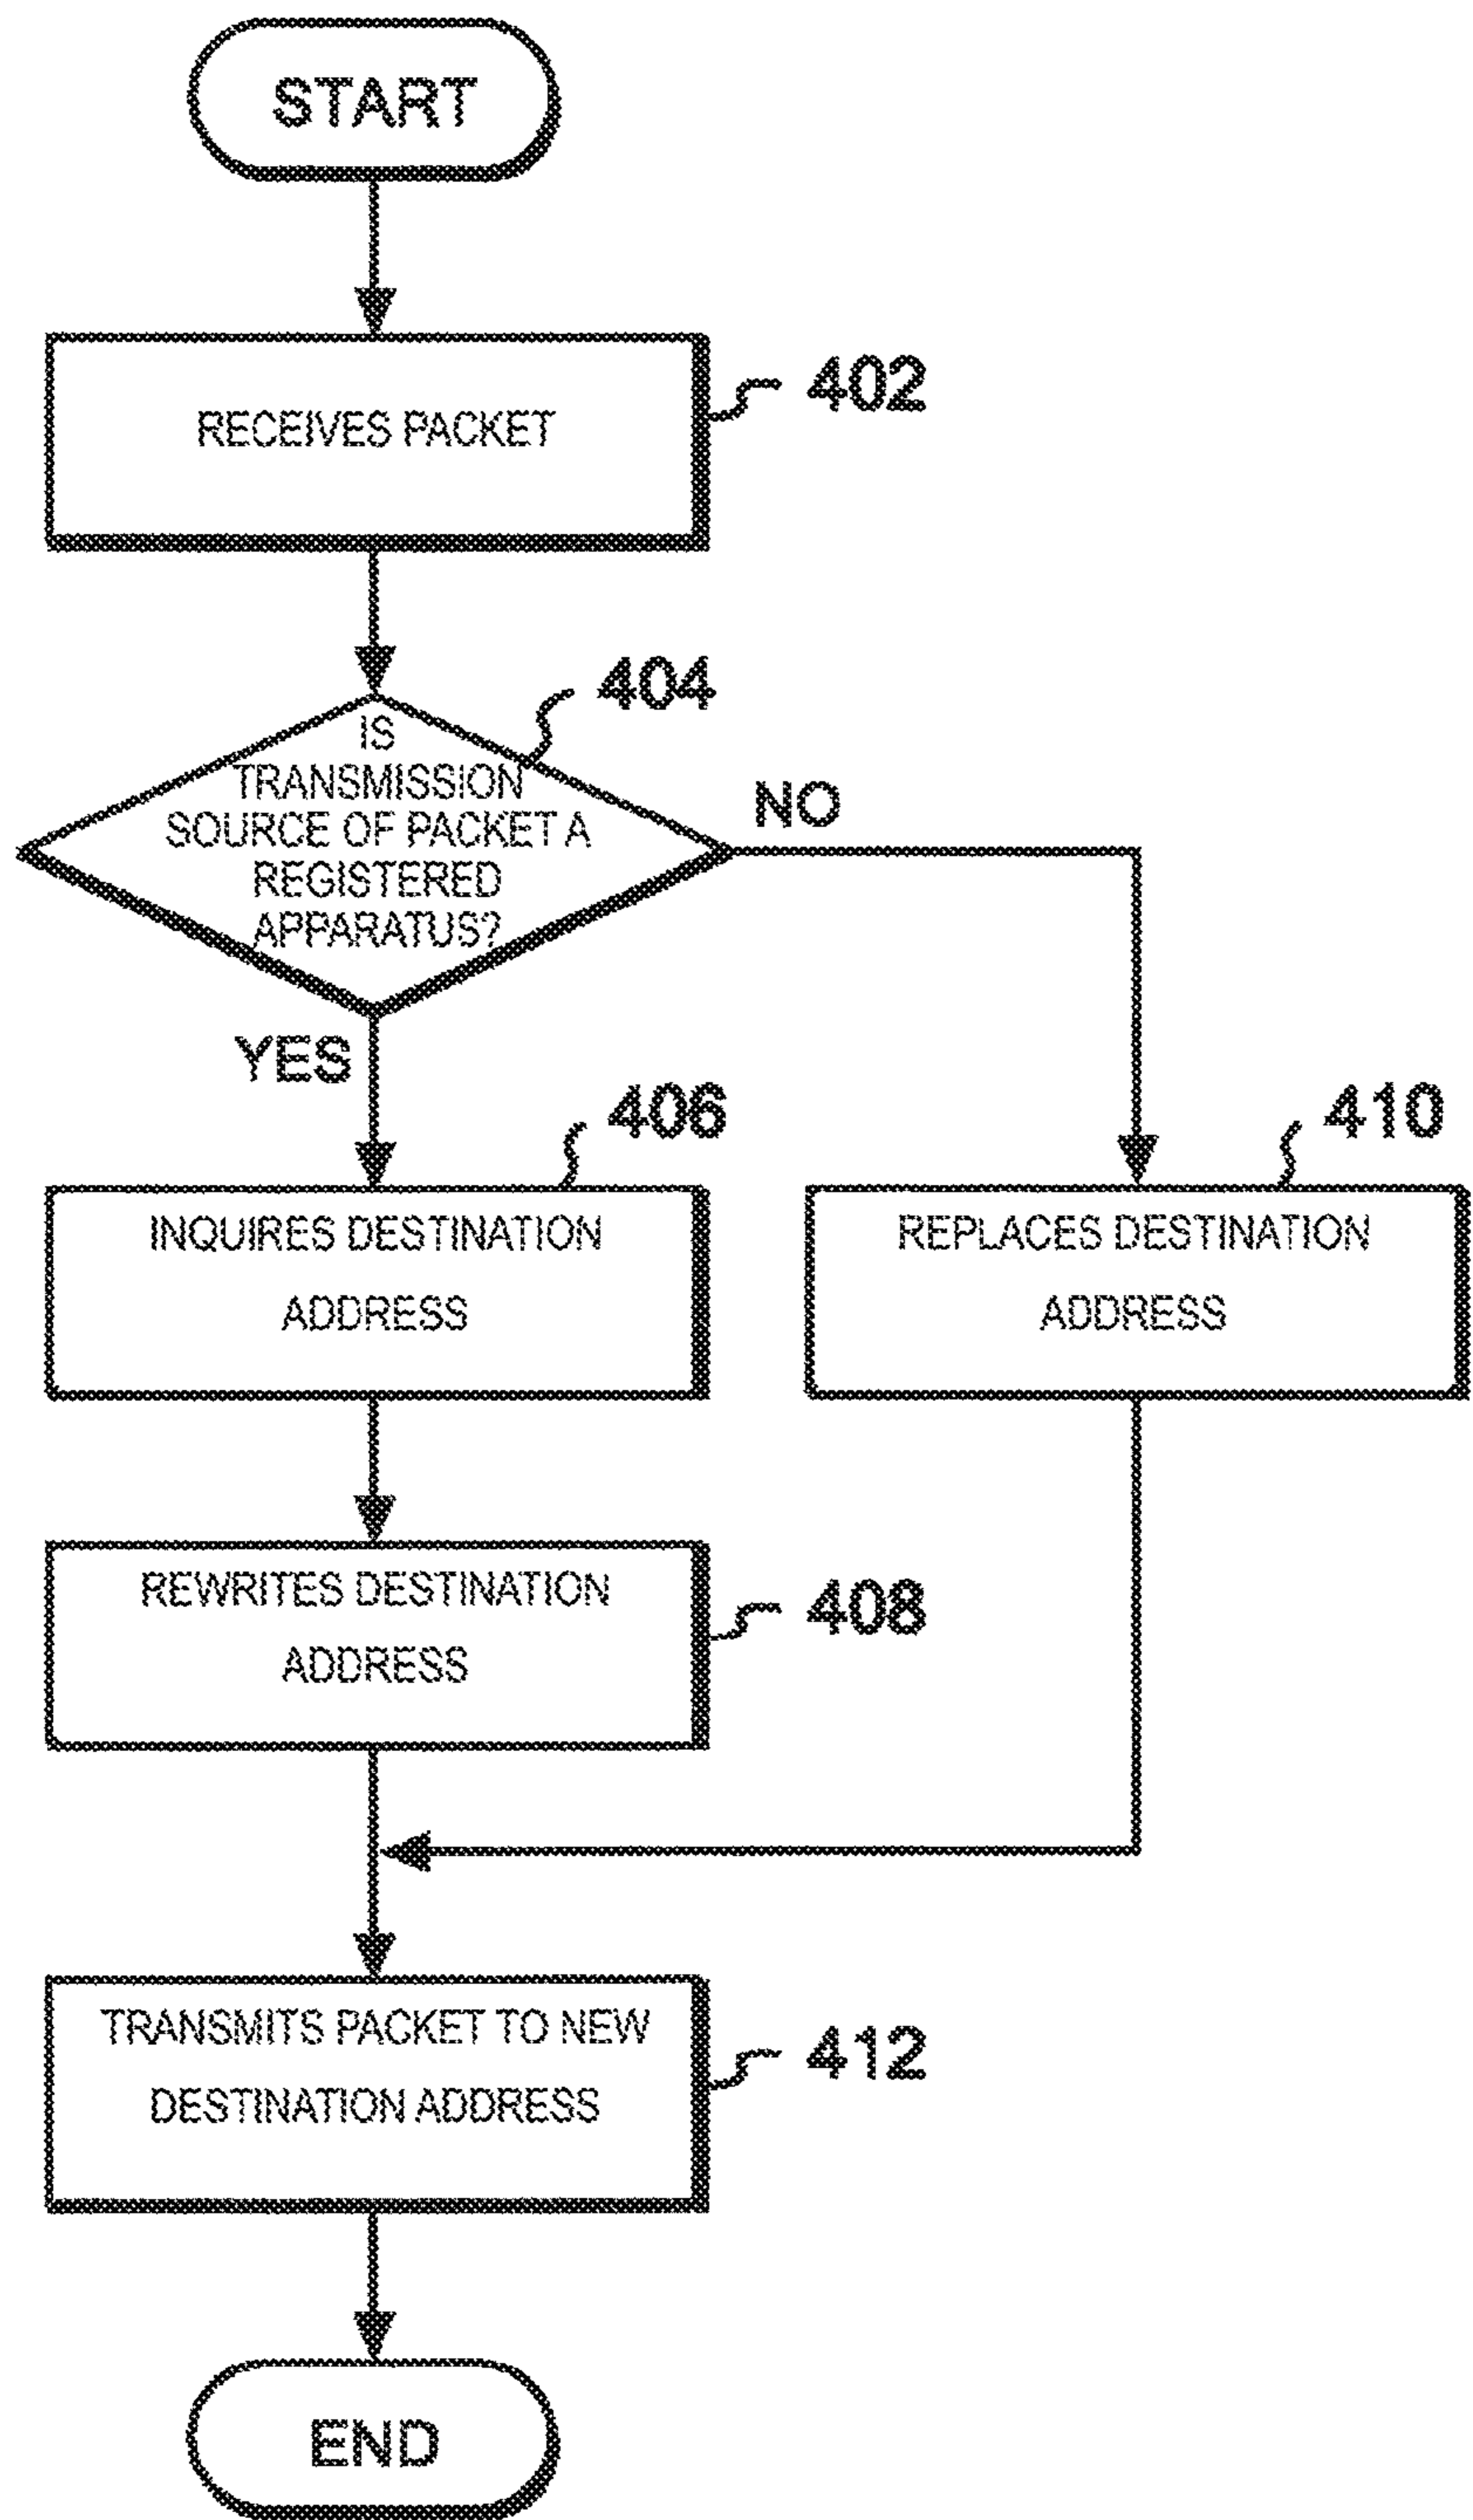 START
RECEIVES PACKET
402
404
IS
TRANSMISSION
SOURCE OF PACKET A
REGISTERED
APPARATUS?
NO
YES
406
INQUIRES DESTINATION
ADDRESS
410
REPLACES DESTINATION
ADDRESS
REWRITES DESTINATION
ADDRESS
408
TRANSMITS PACKET TO NEW
DESTINATION ADDRESS
412
END